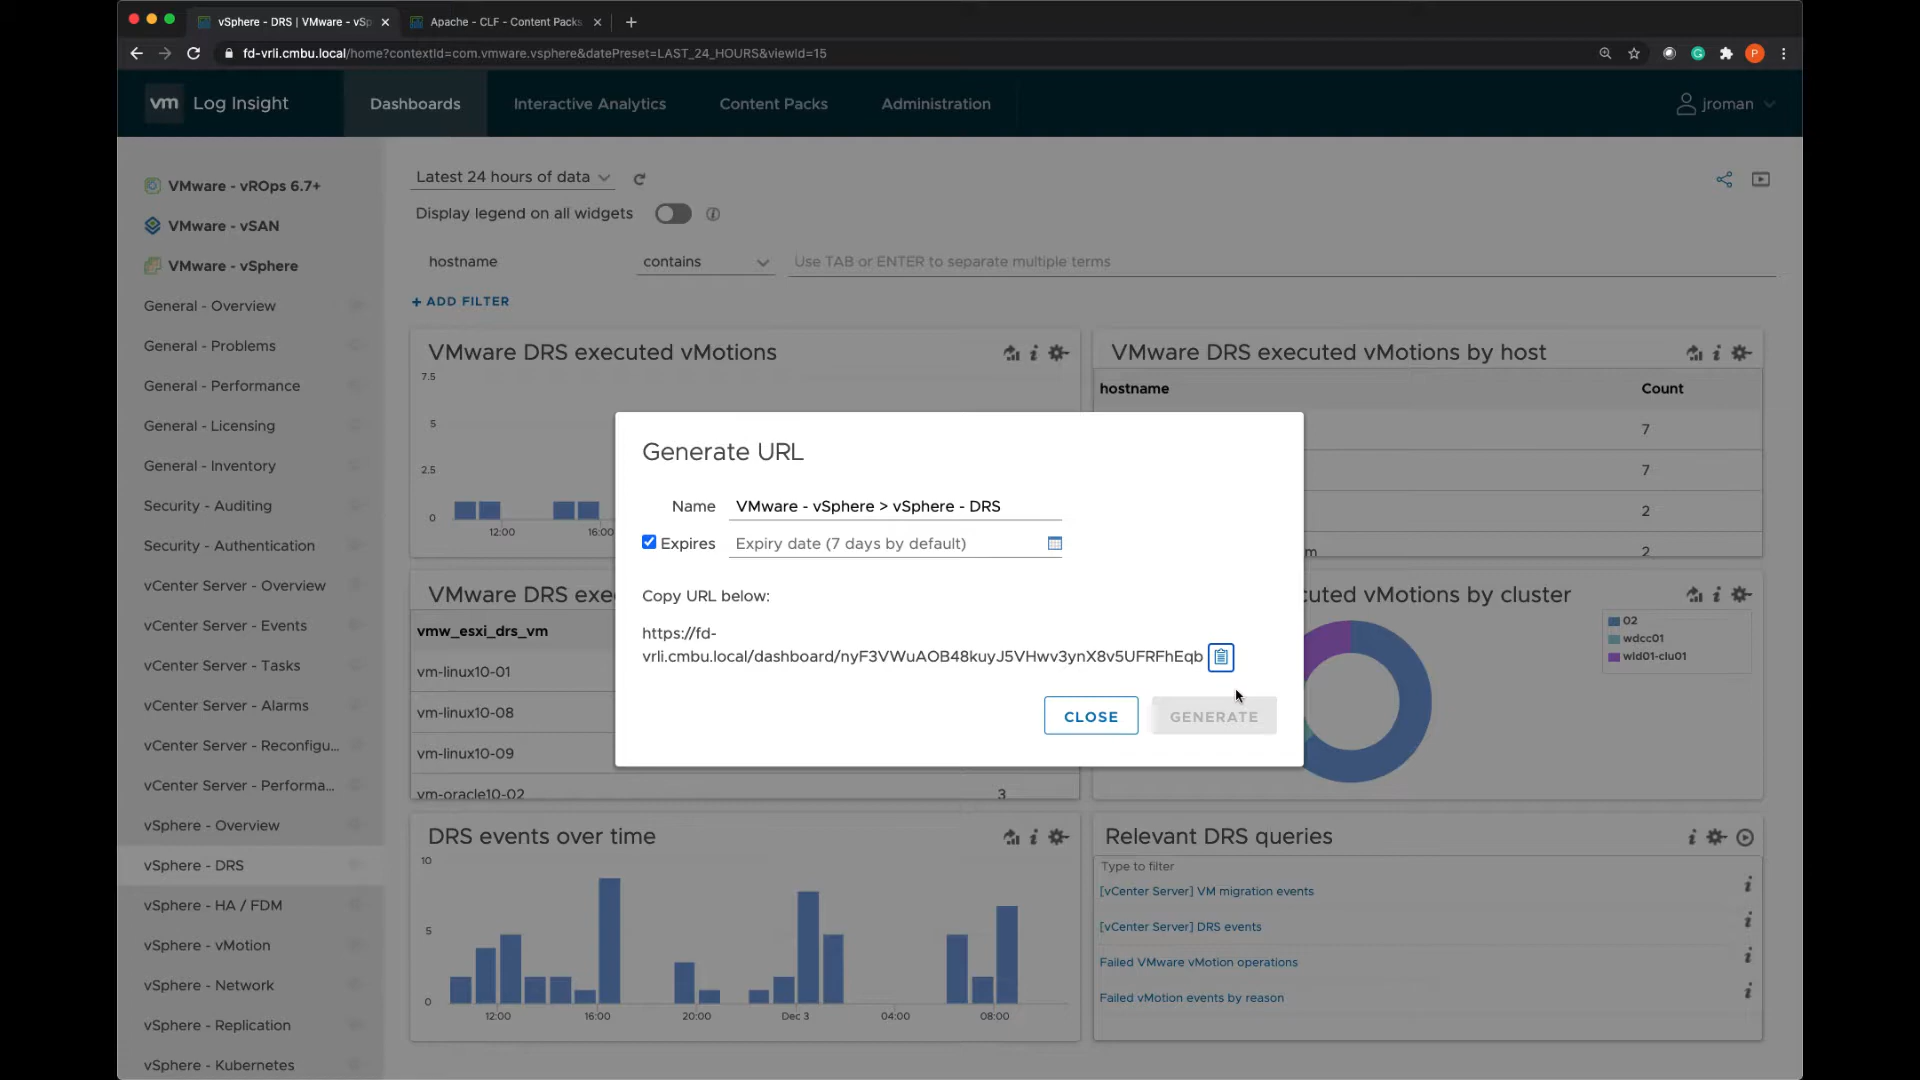 vSphere - DRS | VMware - vSp
Apache - CLF - Content Packs
fd-vrli.cmbu.local/home?contextId=com.vmware.vsphere&datePreset=LAST_24_HOURS&viewId=15
P
vm Log Insight
Dashboards
Interactive Analytics
Content Packs
Administration
jroman
VMware - vROps 6.7+
VMware - vSAN
VMware - vSphere
General - Overview
General - Problems
General - Performance
General - Licensing
General - Inventory
Security - Auditing
Security - Authentication
vCenter Server - Overview
vCenter Server - Events
vCenter Server - Tasks
vCenter Server - Alarms
vCenter Server - Reconfigu...
vCenter Server - Performa...
vSphere - Overview
vSphere - DRS
vSphere - HA / FDM
vSphere - vMotion
vSphere - Network
vSphere - Replication
vSphere - Kubernetes
Latest 24 hours of data
Display legend on all widgets
hostname
contains
Use TAB or ENTER to separate multiple terms
+ ADD FILTER
VMware DRS executed vMotions
7.5
5
2.5
0
12:00
16:00
VMware DRS executed vMotions by host
hostname
Count
7
7
2
m
2
Generate URL
Name
VMware - vSphere > vSphere - DRS
Expires
Expiry date (7 days by default)
Copy URL below:
https://fd-
vrli.cmbu.local/dashboard/nyF3VWuAOB48kuyJ5VHwv3ynX8v5UFRFhEqb
CLOSE
GENERATE
VMware DRS exe
vmw_esxi_drs_vm
vm-linux10-01
vm-linux10-08
vm-linux10-09
vm-oracle10-02
3
cuted vMotions by cluster
02
wdcc01
wld01-clu01
DRS events over time
10
5
0
12:00
16:00
20:00
Dec 3
04:00
08:00
Relevant DRS queries
Type to filter
[vCenter Server] VM migration events
[vCenter Server] DRS events
Failed VMware vMotion operations
Failed vMotion events by reason